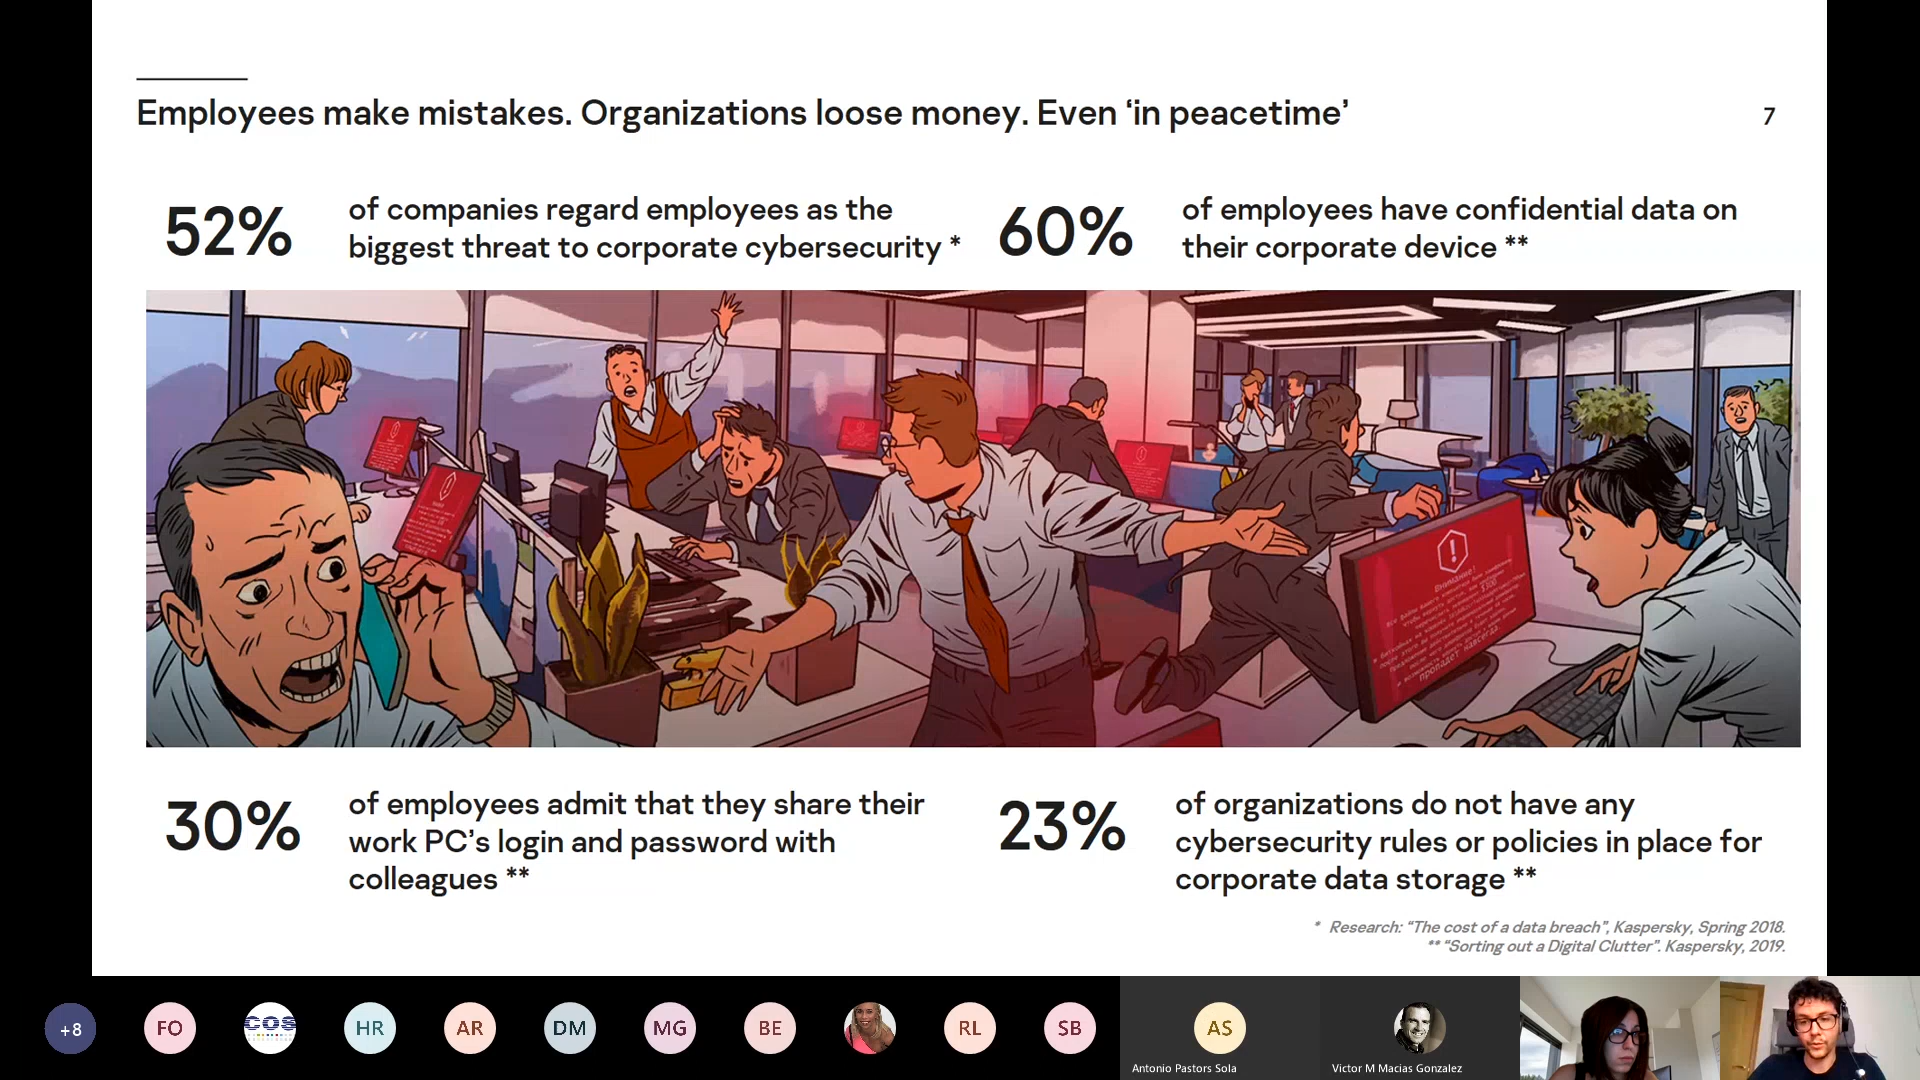 Employees make mistakes. Organizations loose money. Even ‘in peacetime’
7
52%
of companies regard employees as the
biggest threat to corporate cybersecurity *
60%
of employees have confidential data on
their corporate device **
Внимание!
пропадет навсегда
30%
of employees admit that they share their
work PC’s login and password with
colleagues **
23%
of organizations do not have any
cybersecurity rules or policies in place for
corporate data storage **
* Research: “The cost of a data breach”, Kaspersky, Spring 2018.
** “Sorting out a Digital Clutter”. Kaspersky, 2019.
+8
FO
cos
HR
AR
DM
MG
BE
RL
SB
AS
Antonio Pastors Sola
Victor M Macias Gonzalez